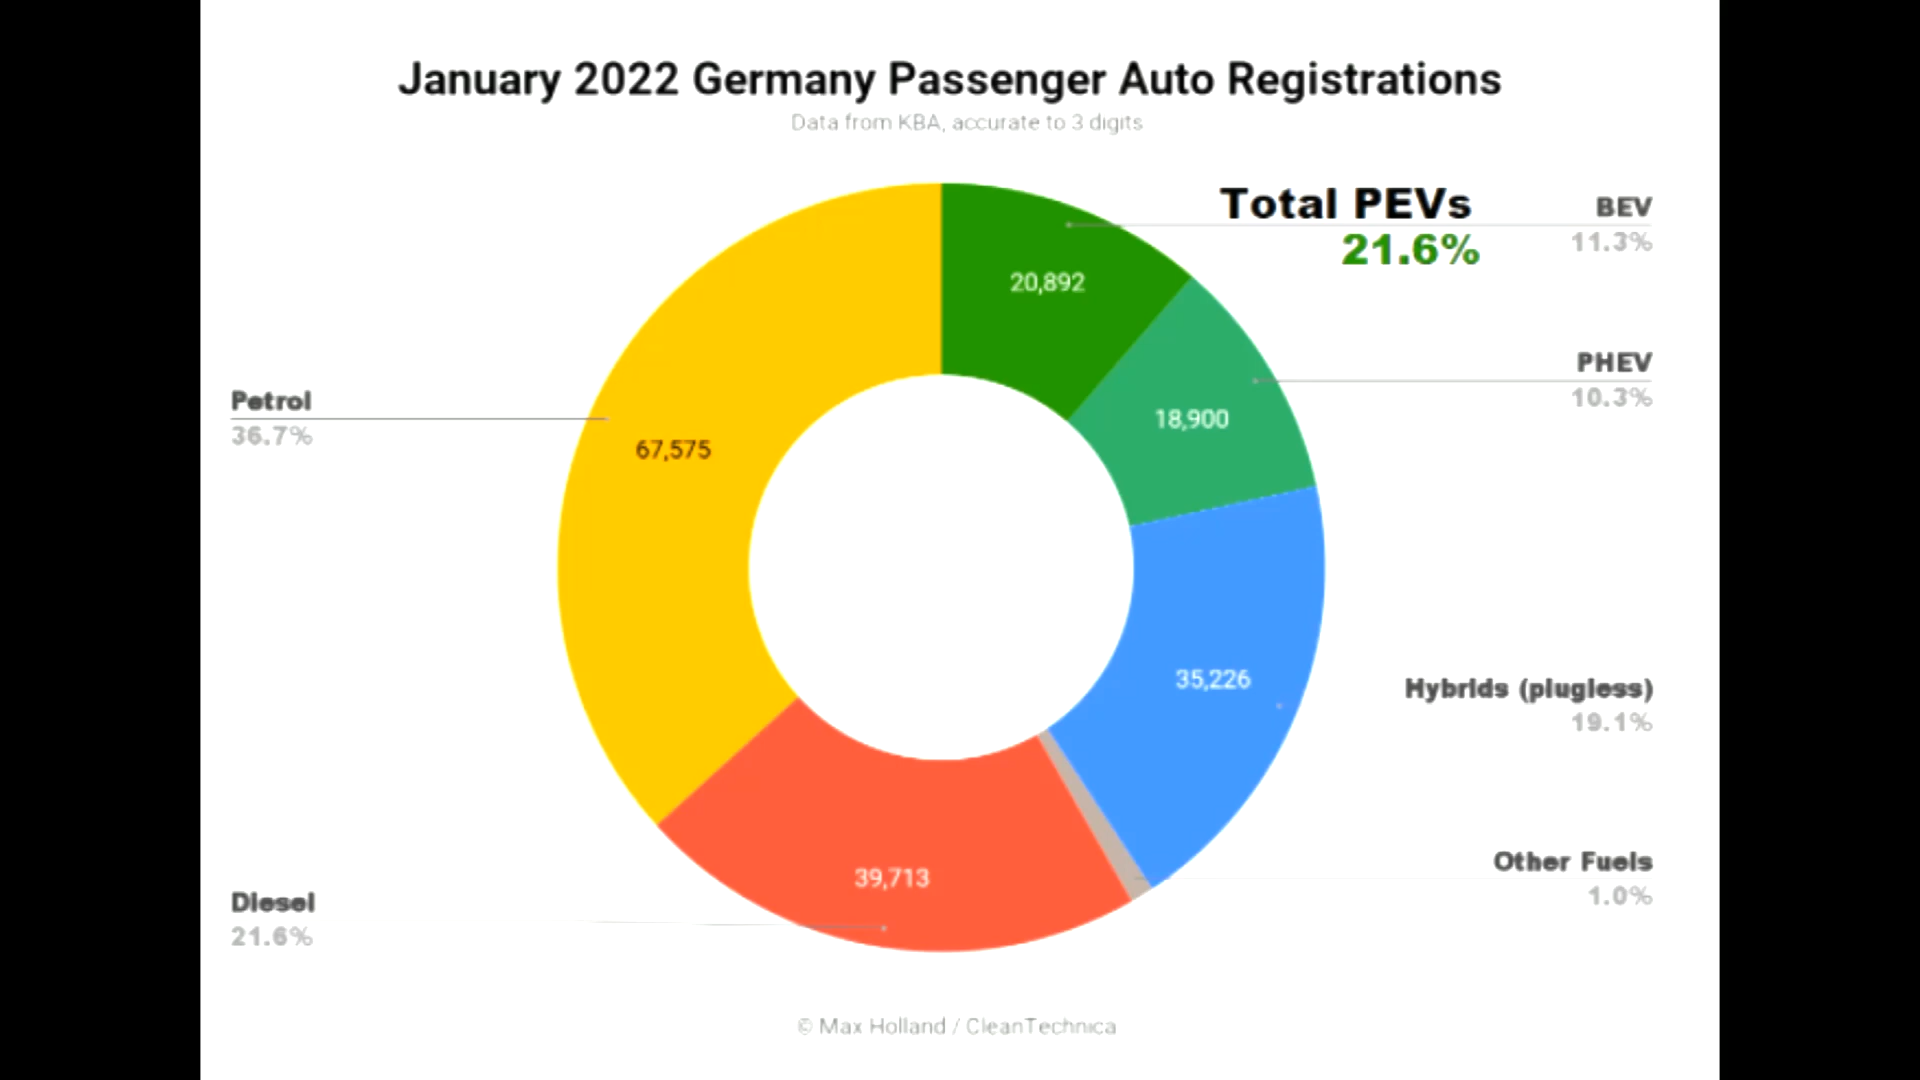 January 2022 Germany Passenger Auto Registrations
Data from KBA, accurate to 3 digits
Total PEVs
21.6%
BEV
11.3%
20,892
PHEV
10.3%
18,900
Petrol
36.7%
67,575
Hybrids (plugless)
19.1%
35,226
Other Fuels
1.0%
Diesel
21.6%
39,713
© Max Holland / CleanTechnica